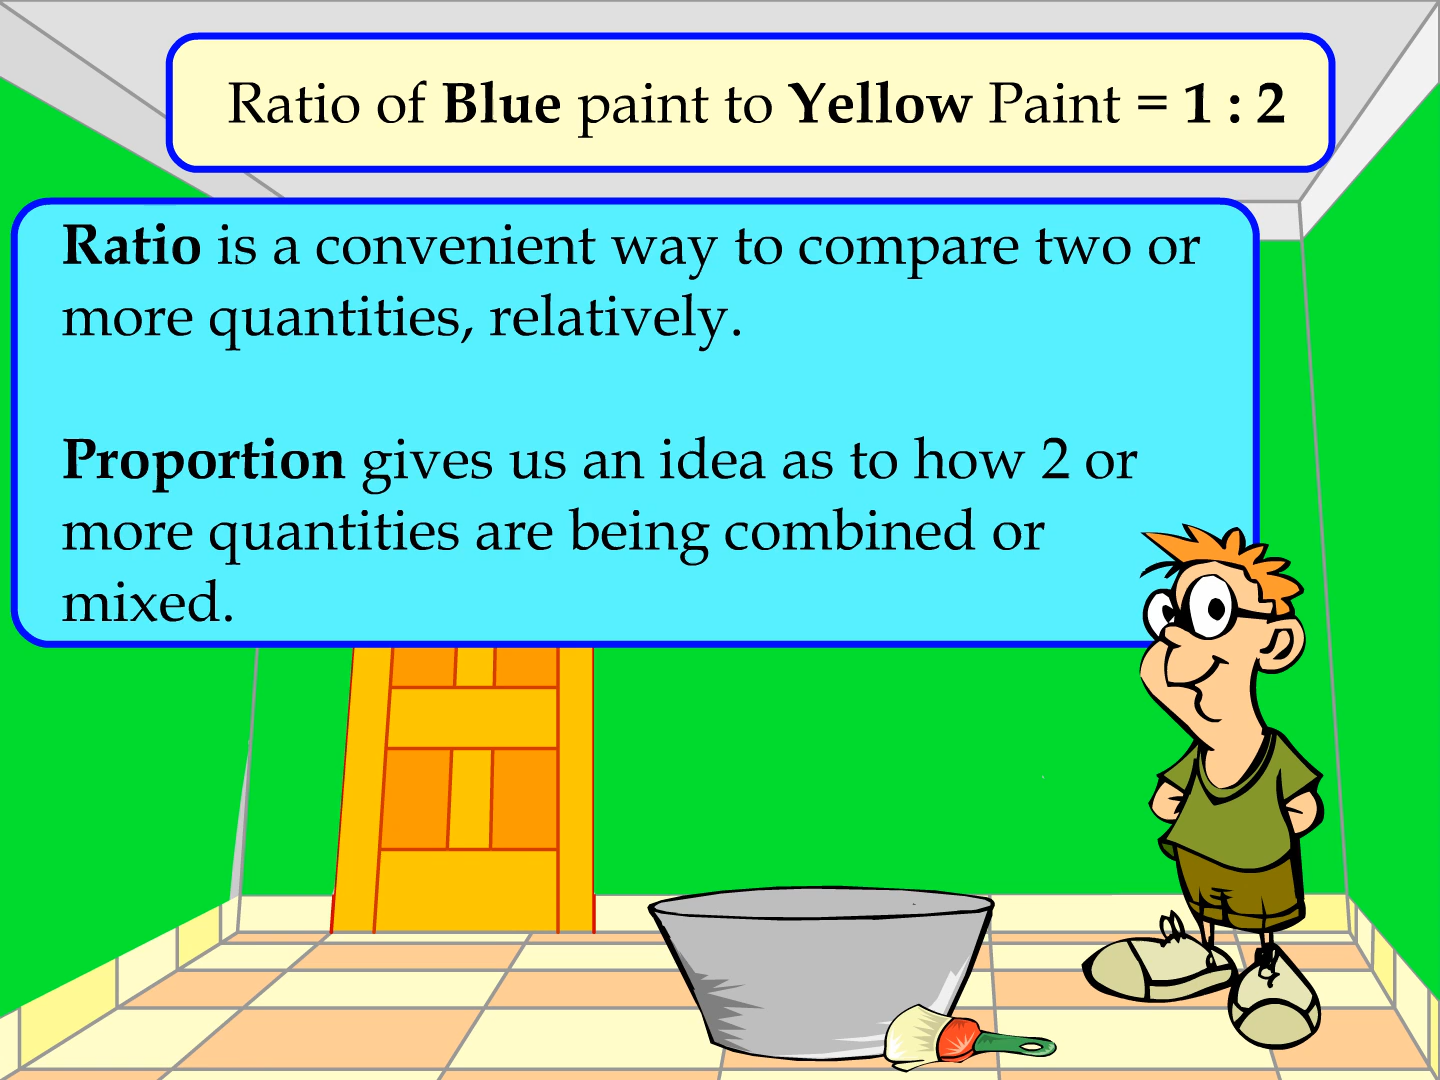 Ratio of Blue paint to Yellow Paint = 1 : 2
Ratio is a convenient way to compare two or
more quantities, relatively.
Proportion gives us an idea as to how 2 or
more quantities are being combined or
mixed.